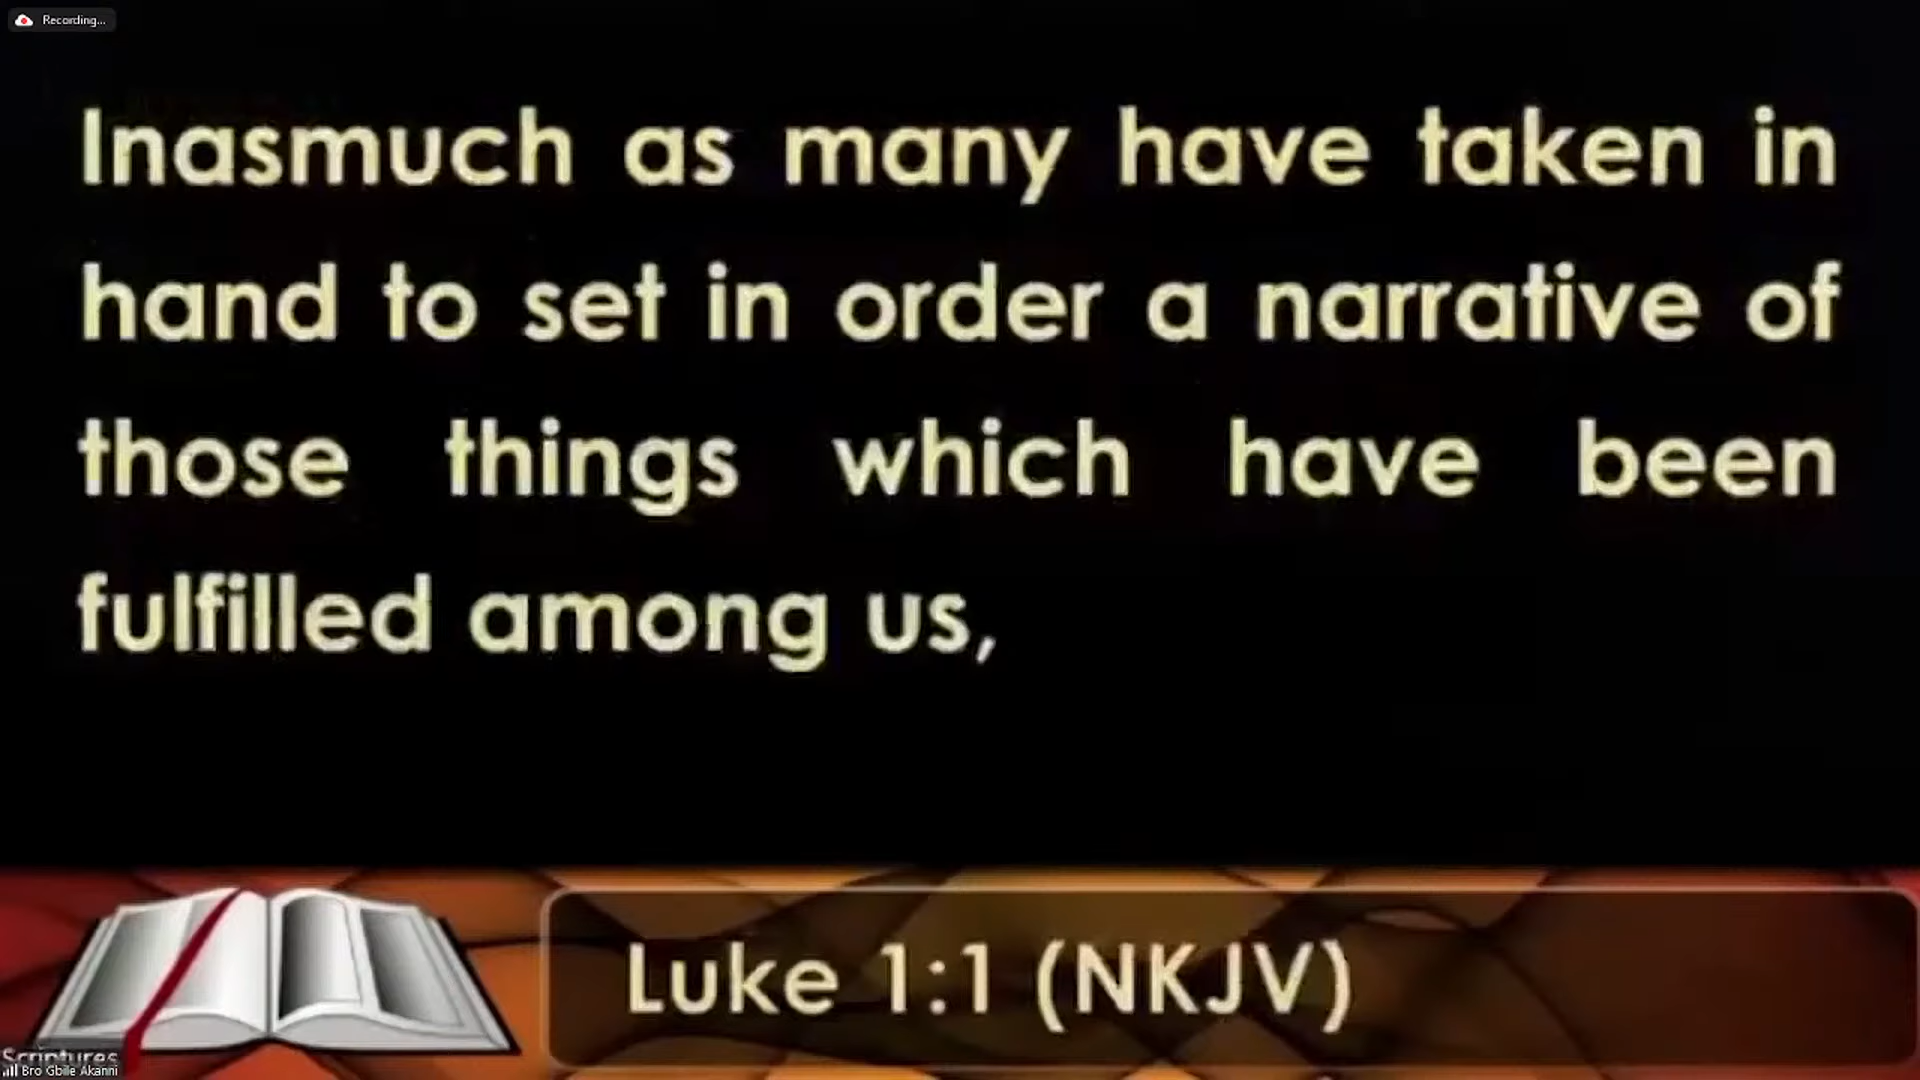 Recording...
Inasmuch as many have taken in
hand to set in order a narrative of
those things which have been
fulfilled among us,
Luke 1:1 (NKJV)
Scriptures
Bro Gbile Akanni